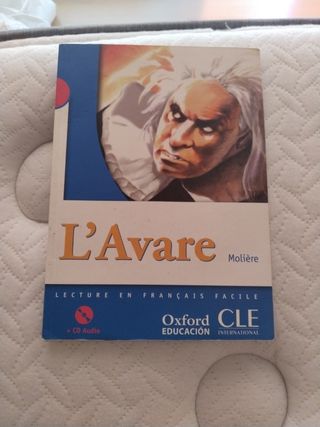 L'Avare
Molière
LECTURE EN FRANÇAIS FACILE
+ CD Audio
Oxford
EDUCACIÓN
CLE
INTERNATIONAL